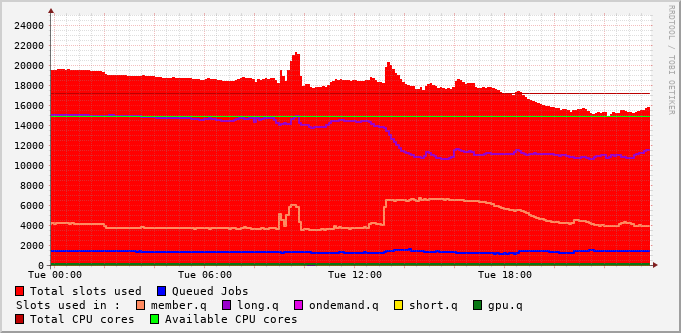 24000
22000
20000
18000
16000
14000
12000
10000
8000
6000
4000
2000
0
Tue 00:00 Tue 06:00 Tue 12:00 Tue 18:00
RRDTOOL / TOBI OETIKER
Total slots used Queued Jobs
Slots used in : member.q long.q ondemand.q short.q gpu.q
Total CPU cores Available CPU cores